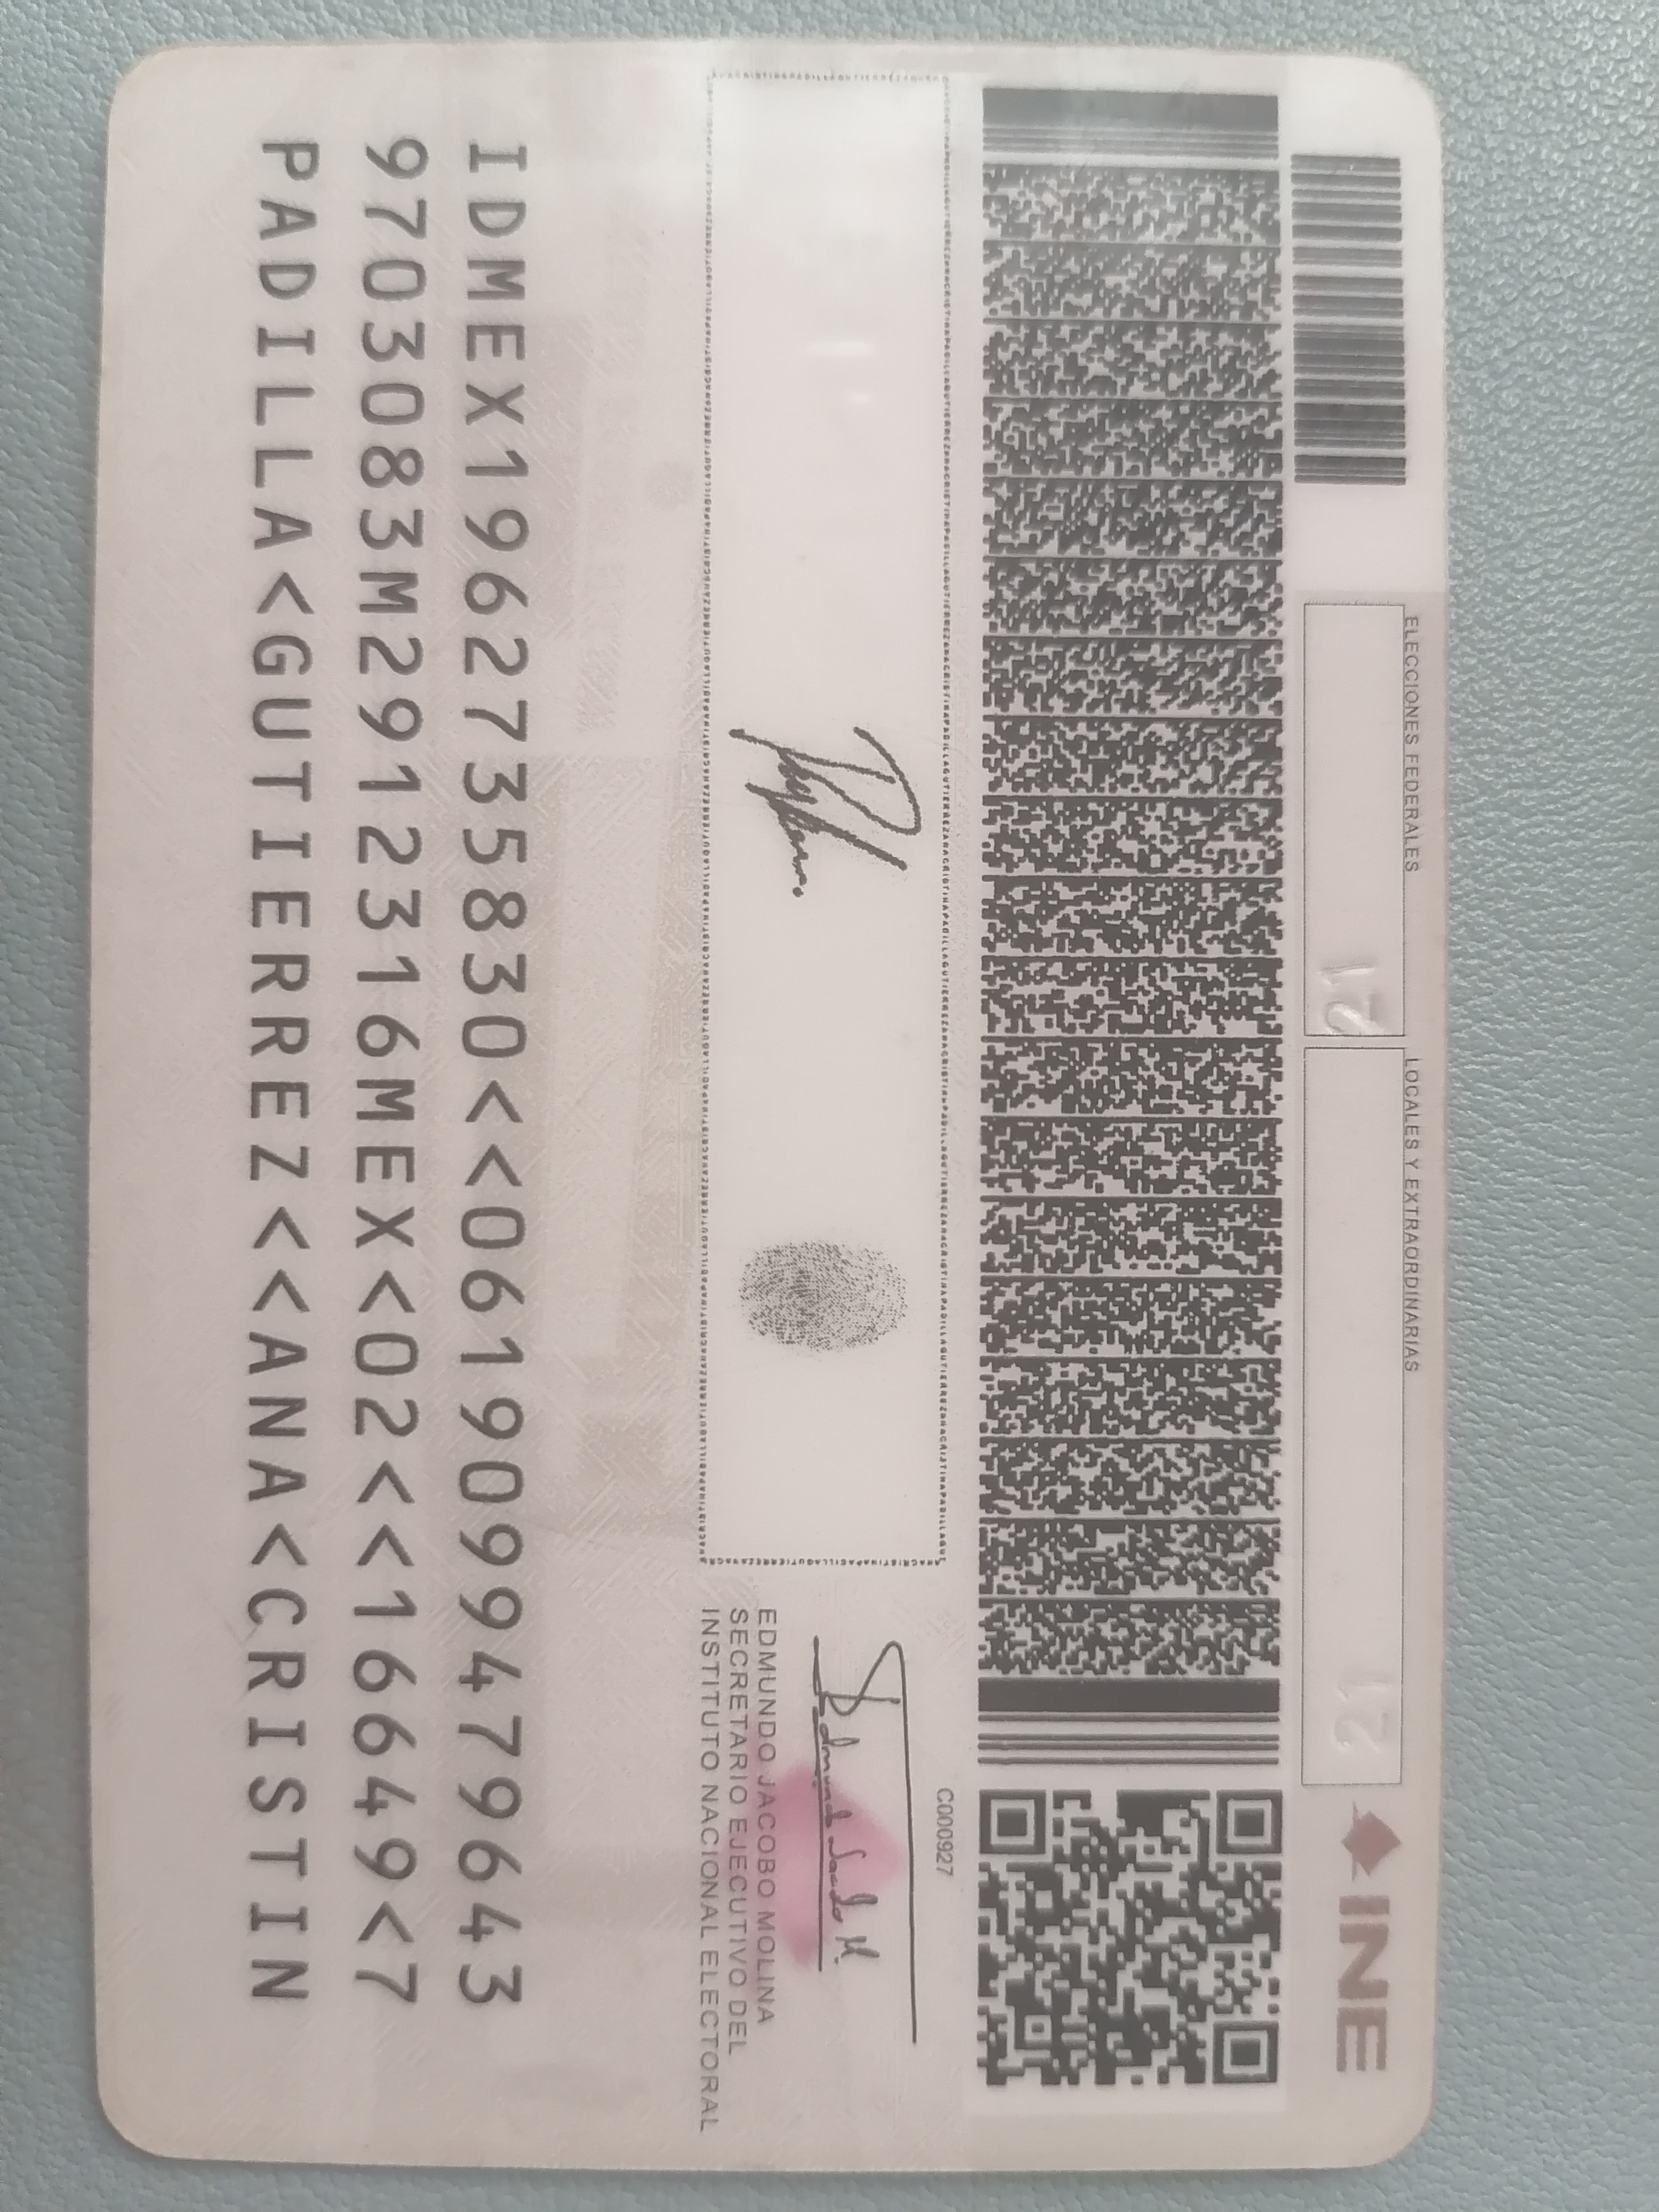 ELECCIONES FEDERALES
LOCALES Y EXTRAORDINARIAS
INE
21
21
C000927
EDMUNDO JACOBO MOLINA
SECRETARIO EJECUTIVO DEL
INSTITUTO NACIONAL ELECTORAL
IDMEX1962735830<<0619099479643
9703083M2912316MEX<02<<16649<7
PADILLA<GUTIERREZ<<ANA<CRISTIN